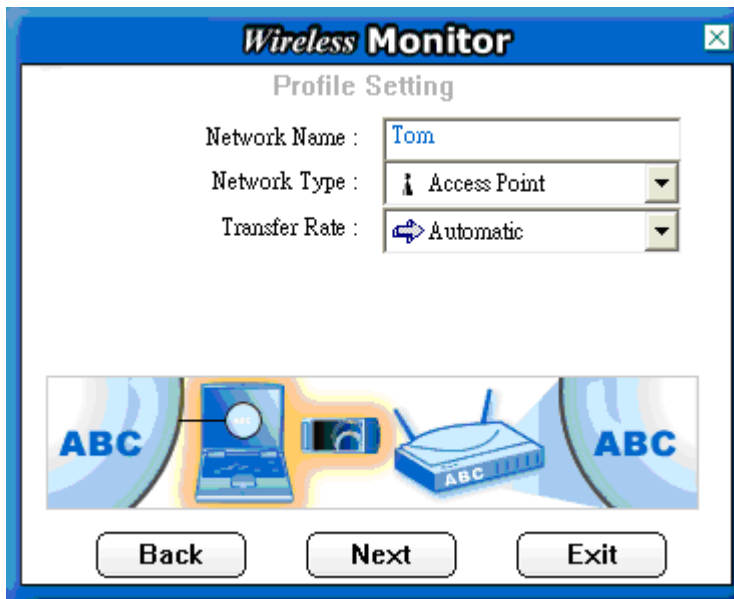 Wireless Monitor
Profile Setting
Network Name : Tom
Network Type : Access Point
Transfer Rate : Automatic
ABC ABC ABC
Back Next Exit